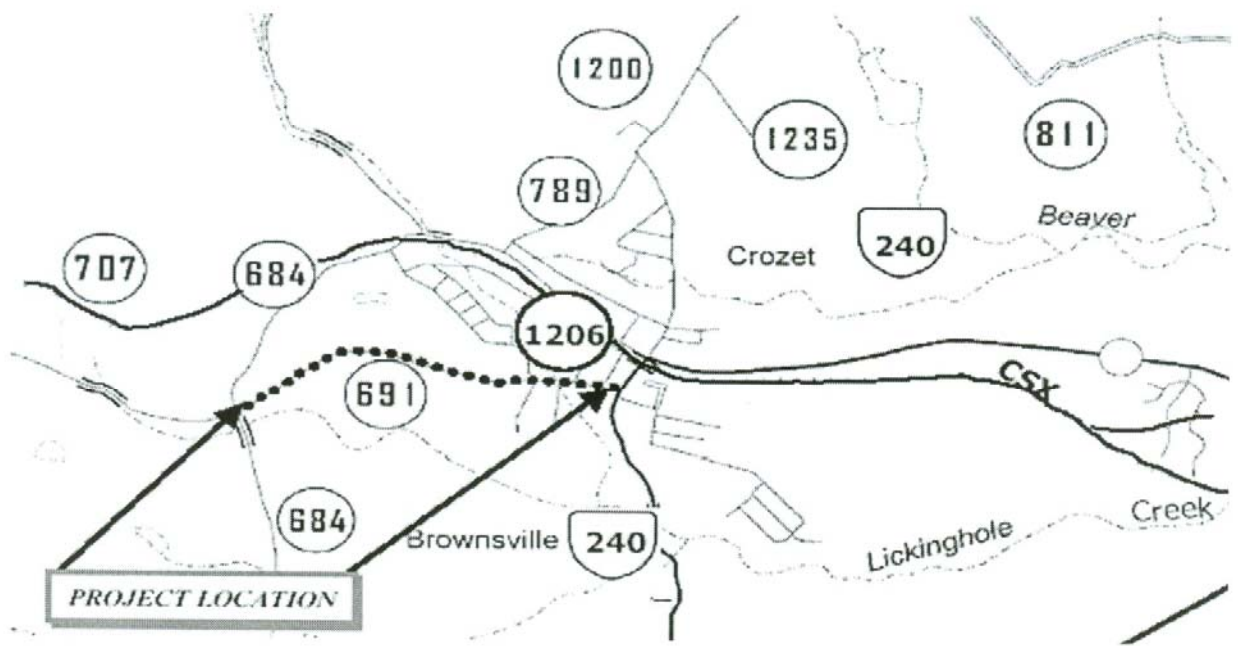 1200
1235
811
789
Beaver
240
Crozet
707
684
1206
CSX
691
684
Brownsville
240
Lickinghole
Creek
PROJECT LOCATION